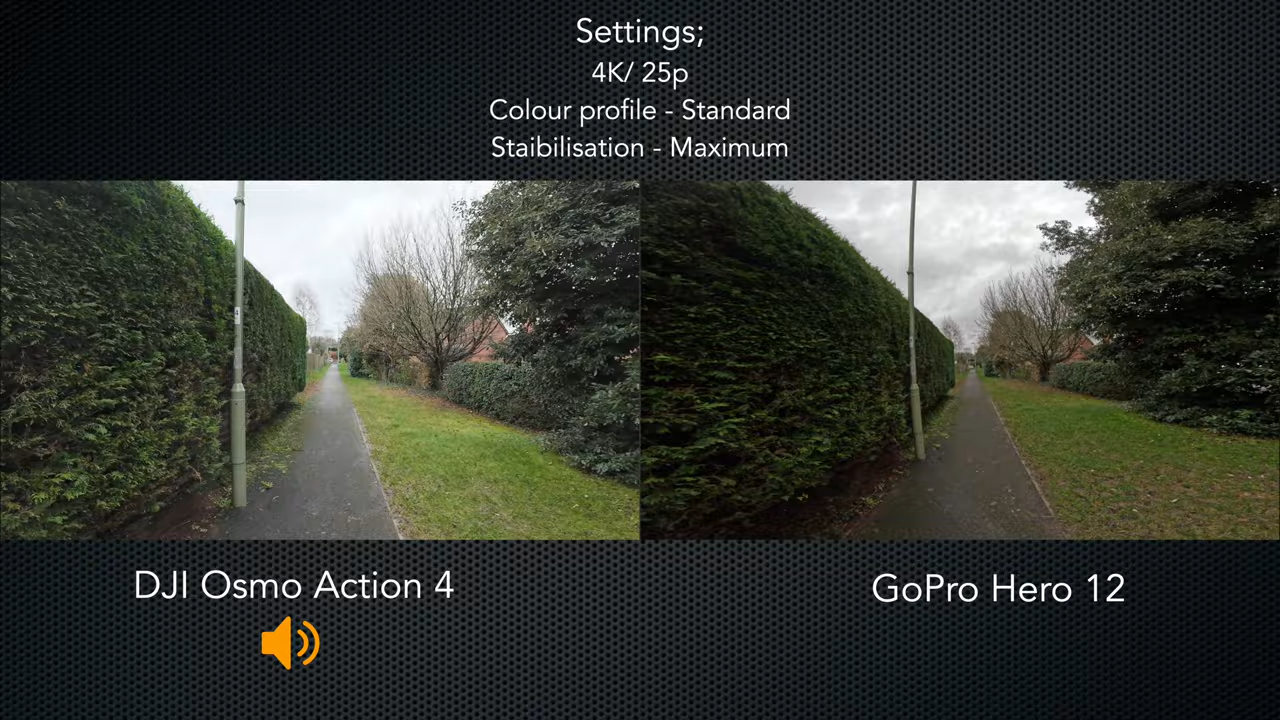 Settings;
4K/ 25p
Colour profile - Standard
Staibilisation - Maximum
DJI Osmo Action 4
GoPro Hero 12